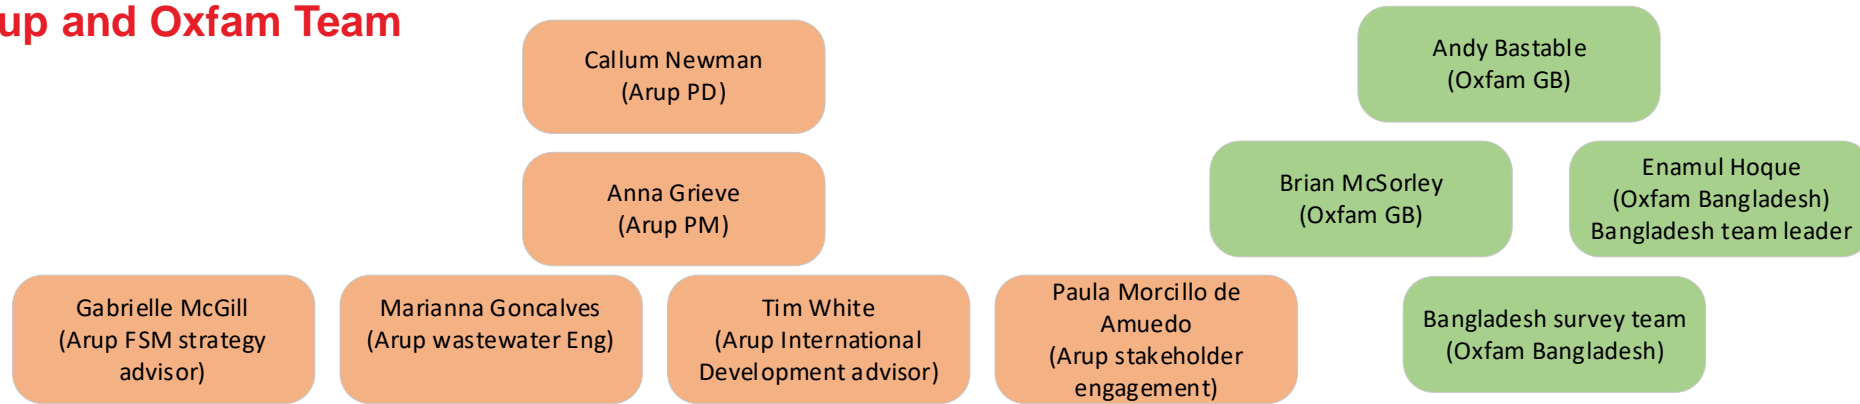 up and Oxfam Team
Callum Newman
(Arup PD)
Andy Bastable
(Oxfam GB)
Anna Grieve
(Arup PM)
Brian McSorley
(Oxfam GB)
Enamul Hoque
(Oxfam Bangladesh)
Bangladesh team leader
Gabrielle McGill
(Arup FSM strategy
advisor)
Marianna Goncalves
(Arup wastewater Eng)
Tim White
(Arup International
Development advisor)
Paula Morcillo de
Amuedo
(Arup stakeholder
engagement)
Bangladesh survey team
(Oxfam Bangladesh)